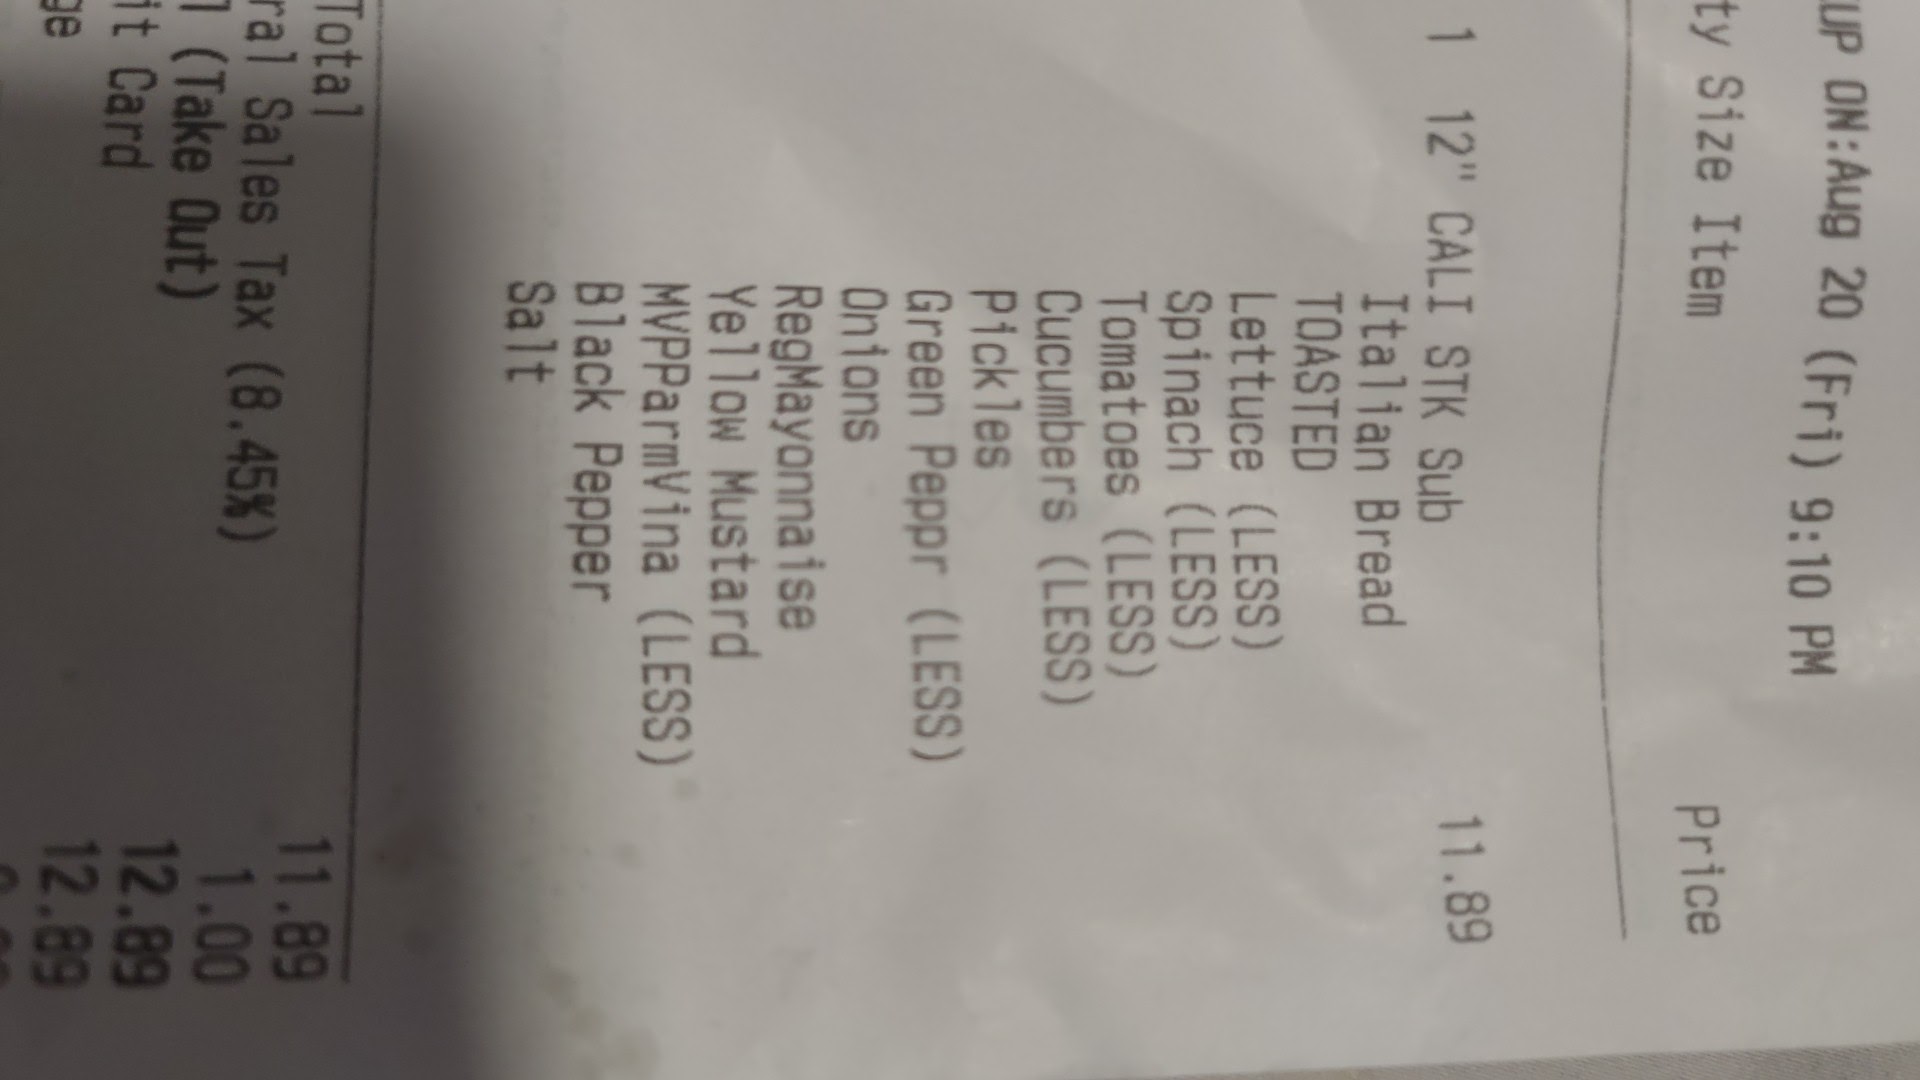 UP ON:Aug 20 (Fri) 9:10 PM
ty Size Item Price
1 12" CALI STK Sub 11.89
Italian Bread
TOASTED
Lettuce (LESS)
Spinach (LESS)
Tomatoes (LESS)
Cucumbers (LESS)
Pickles
Green Peppr (LESS)
Onions
RegMayonnaise
Yellow Mustard
MVPParmVina (LESS)
Black Pepper
Salt
Total 11.89
ral Sales Tax (8.45%) 1.00
l (Take Out) 12.89
it Card 12.89
ge